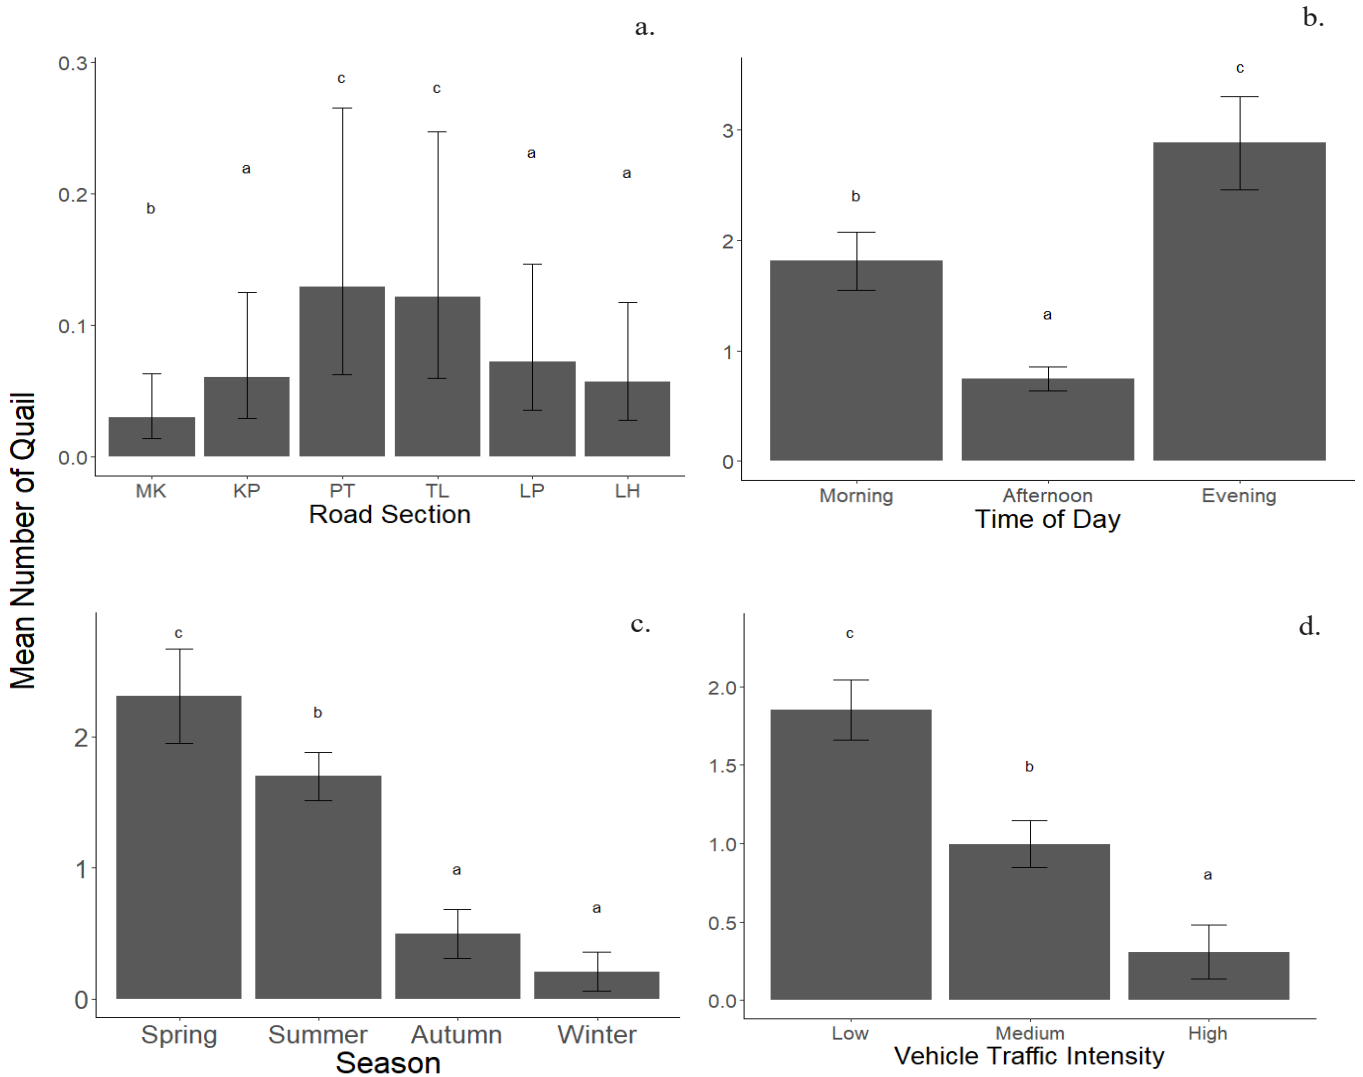 a.
0.3
0.2
0.1
0.0
c
c
a
a
a
b
MK KP PT TL LP LH
Road Section
b.
3
2
1
0
c
b
a
Morning Afternoon Evening
Time of Day
Mean Number of Quail
c.
2
1
0
c
b
a
a
Spring Summer Autumn Winter
Season
d.
2.0
1.5
1.0
0.5
0.0
c
b
a
Low Medium High
Vehicle Traffic Intensity